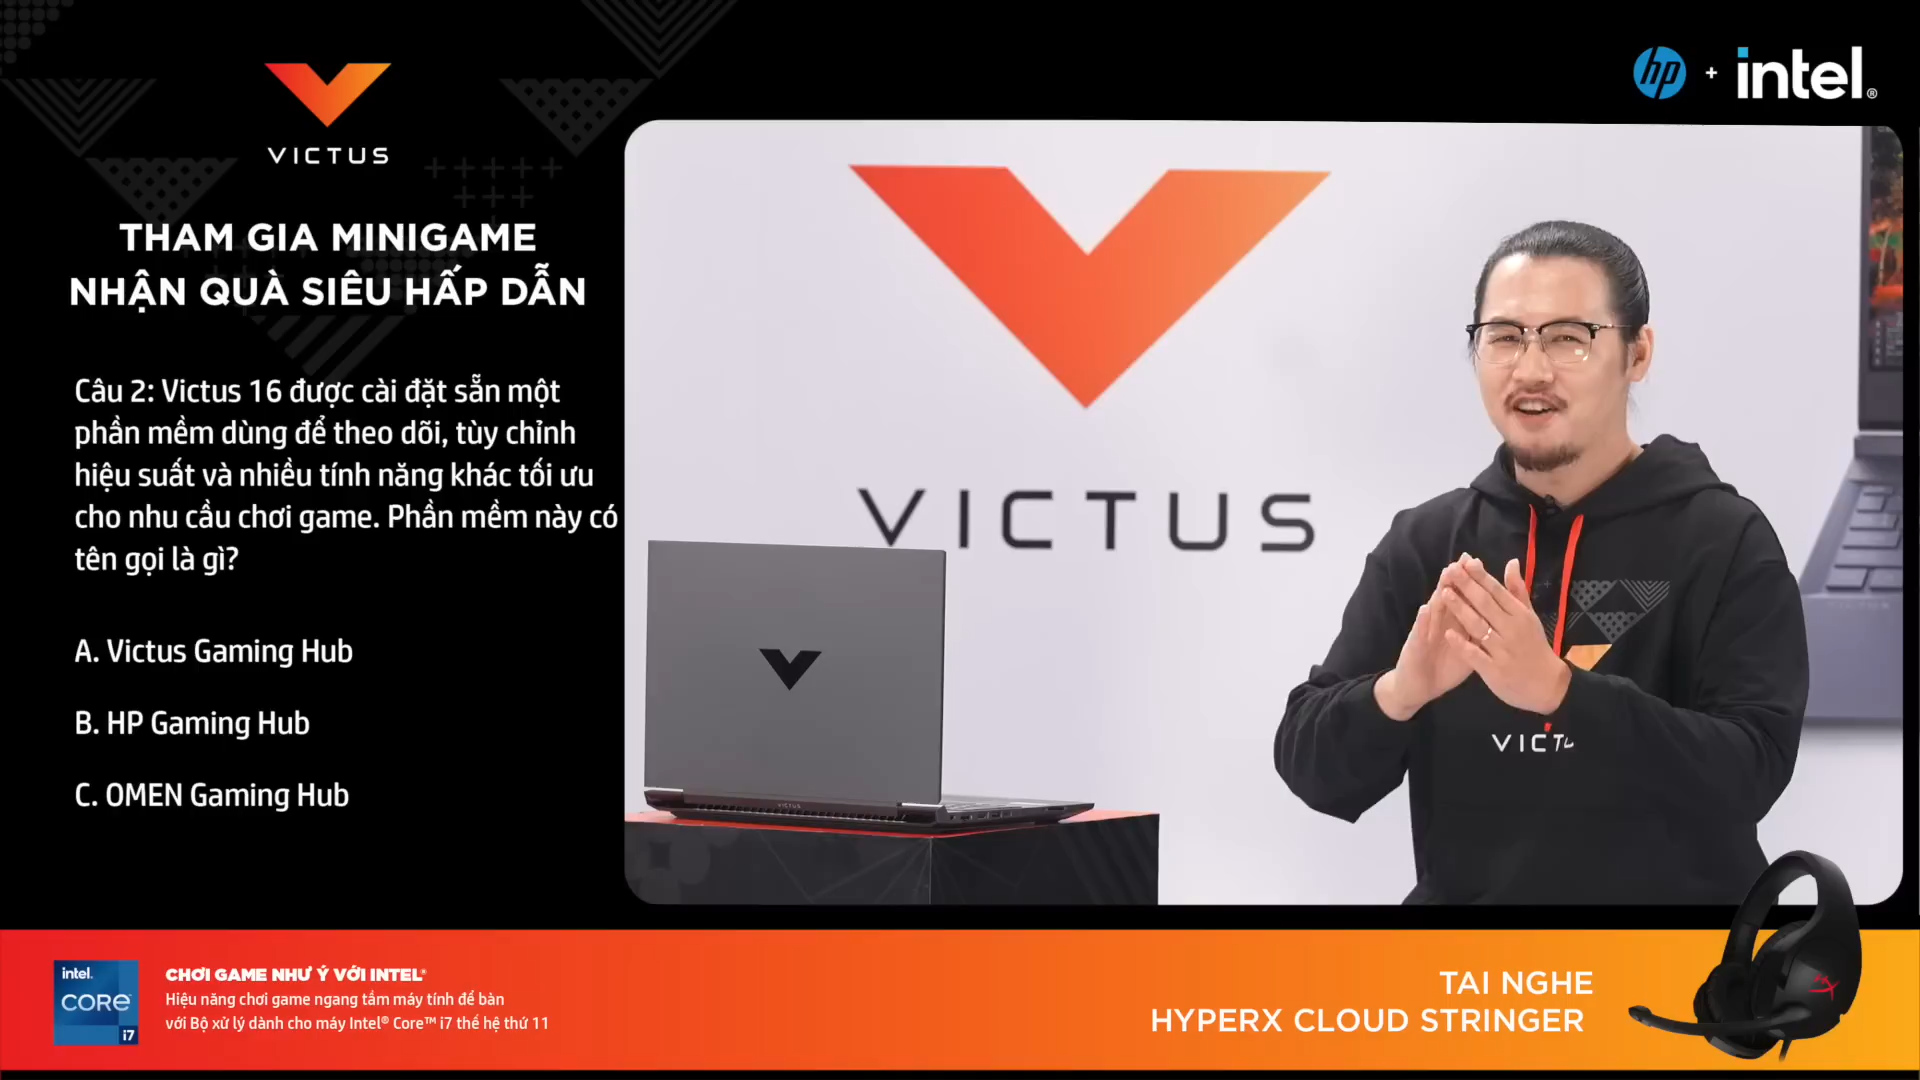 VICTUS
hp + intel®
THAM GIA MINIGAME
NHẬN QUÀ SIÊU HẤP DẪN
Câu 2: Victus 16 được cài đặt sẵn một
phần mềm dùng để theo dõi, tùy chỉnh
hiệu suất và nhiều tính năng khác tối ưu
cho nhu cầu chơi game. Phần mềm này có
tên gọi là gì?
A. Victus Gaming Hub
B. HP Gaming Hub
C. OMEN Gaming Hub
VICTUS
VICTUS
VICTU
intel.
CORE
i7
CHƠI GAME NHƯ Ý VỚI INTEL®
Hiệu năng chơi game ngang tầm máy tính để bàn
với Bộ xử lý dành cho máy Intel® Core™ i7 thế hệ thứ 11
TAI NGHE
HYPERX CLOUD STRINGER